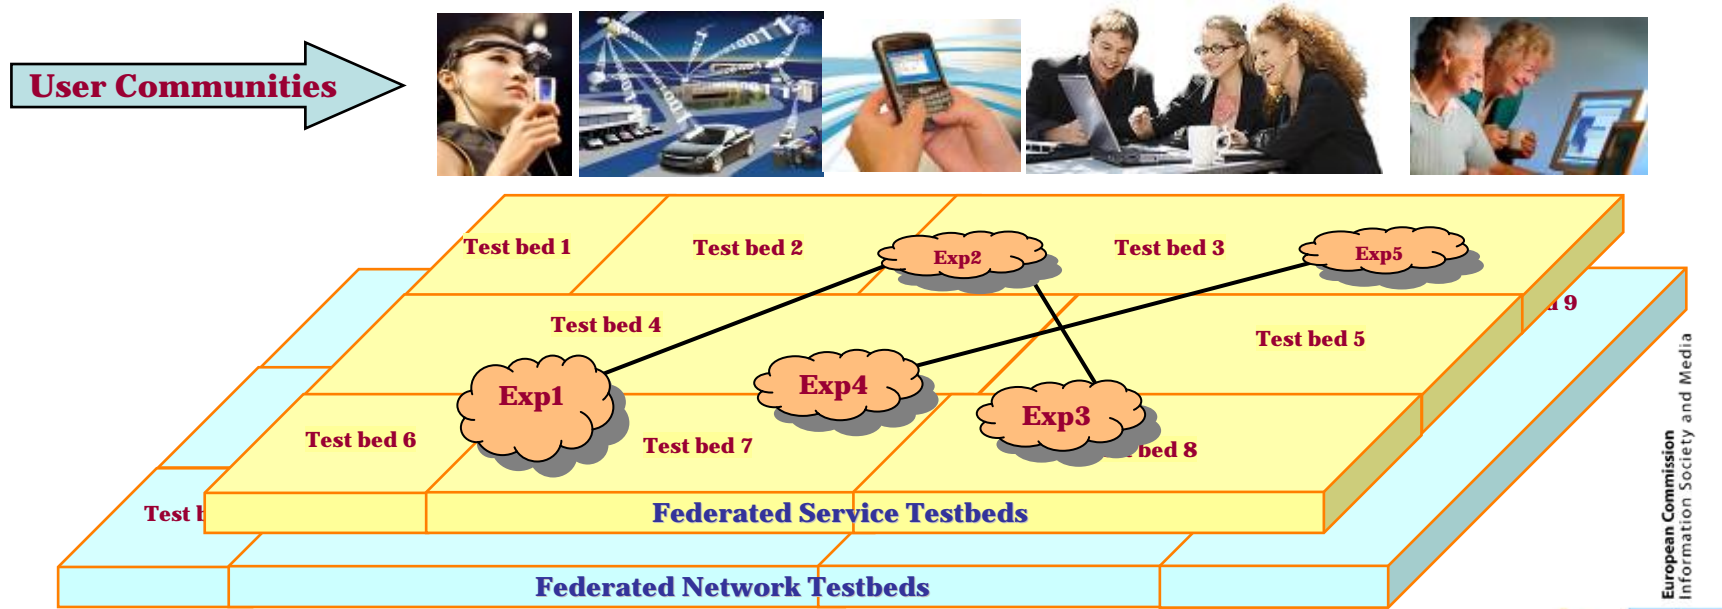 User Communities
Test bed 1
Test bed 2
Exp2
Test bed 3
Exp5
9
Test bed 4
Test bed 5
Exp1
Exp4
Exp3
Test bed 6
Test bed 7
bed 8
Test
Federated Service Testbeds
Federated Network Testbeds
European Commission
Information Society and Media